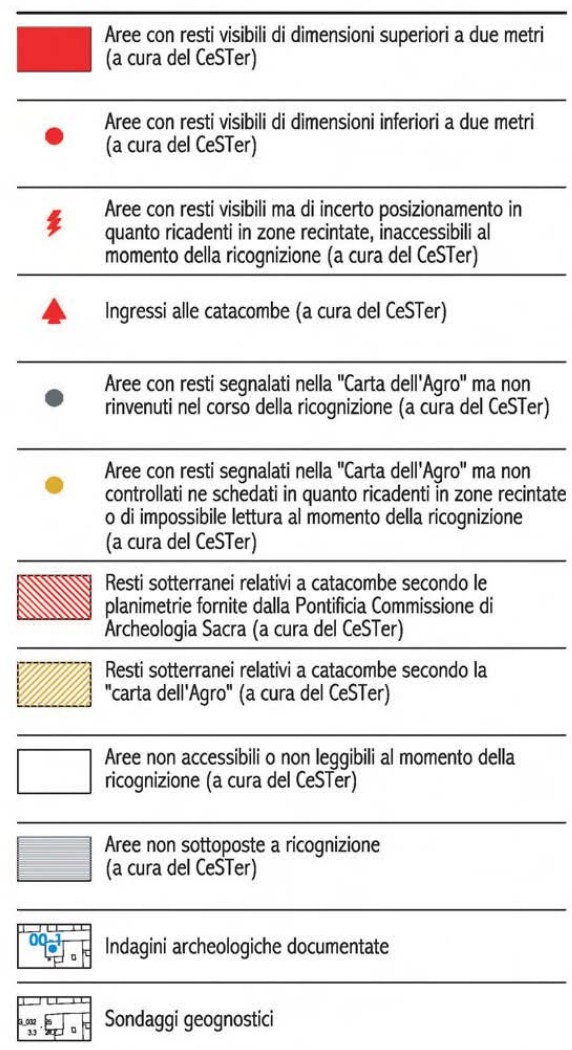 Aree con resti visibili di dimensioni superiori a due metri
(a cura del CeSTer)
Aree con resti visibili di dimensioni inferiori a due metri
(a cura del CeSTer)
Aree con resti visibili ma di incerto posizionamento in
quanto ricadenti in zone recintate, inaccessibili al
momento della ricognizione (a cura del CeSTer)
Ingressi alle catacombe (a cura del CeSTer)
Aree con resti segnalati nella "Carta dell'Agro" ma non
rinvenuti nel corso della ricognizione (a cura del CeSTer)
Aree con resti segnalati nella "Carta dell'Agro" ma non
controllati ne schedati in quanto ricadenti in zone recintate
o di impossibile lettura al momento della ricognizione
(a cura del CeSTer)
Resti sotterranei relativi a catacombe secondo le
planimetrie fornite dalla Pontificia Commissione di
Archeologia Sacra (a cura del CeSTer)
Resti sotterranei relativi a catacombe secondo la
"carta dell'Agro" (a cura del CeSTer)
Aree non accessibili o non leggibili al momento della
ricognizione (a cura del CeSTer)
Aree non sottoposte a ricognizione
(a cura del CeSTer)
00-1
Indagini archeologiche documentate
Sondaggi geognostici